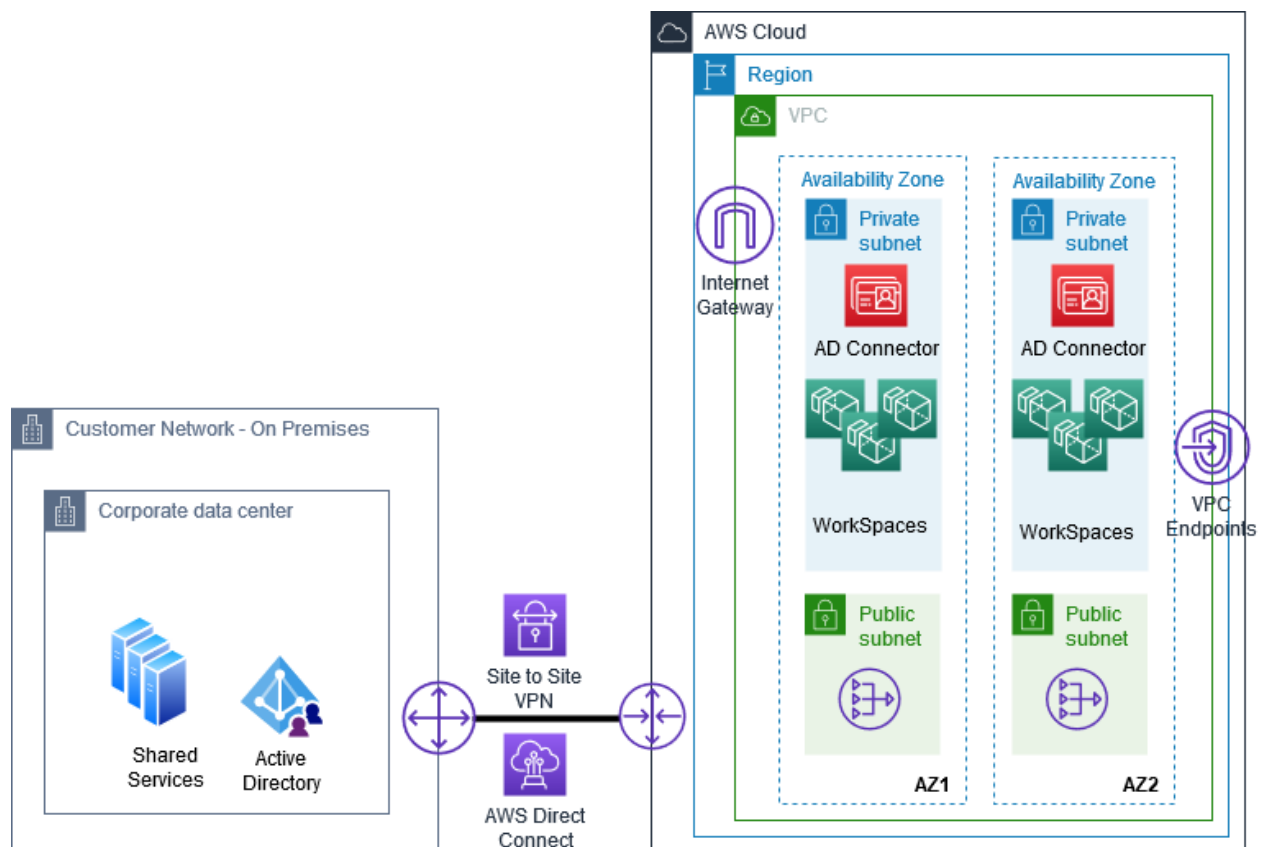 AWS Cloud
Region
VPC
Availability Zone
Private
subnet
AD Connector
WorkSpaces
Public
subnet
AZ1
Availability Zone
Private
subnet
AD Connector
WorkSpaces
Public
subnet
AZ2
Internet
Gateway
VPC
Endpoints
Customer Network - On Premises
Corporate data center
Shared
Services
Active
Directory
Site to Site
VPN
AWS Direct
Connect